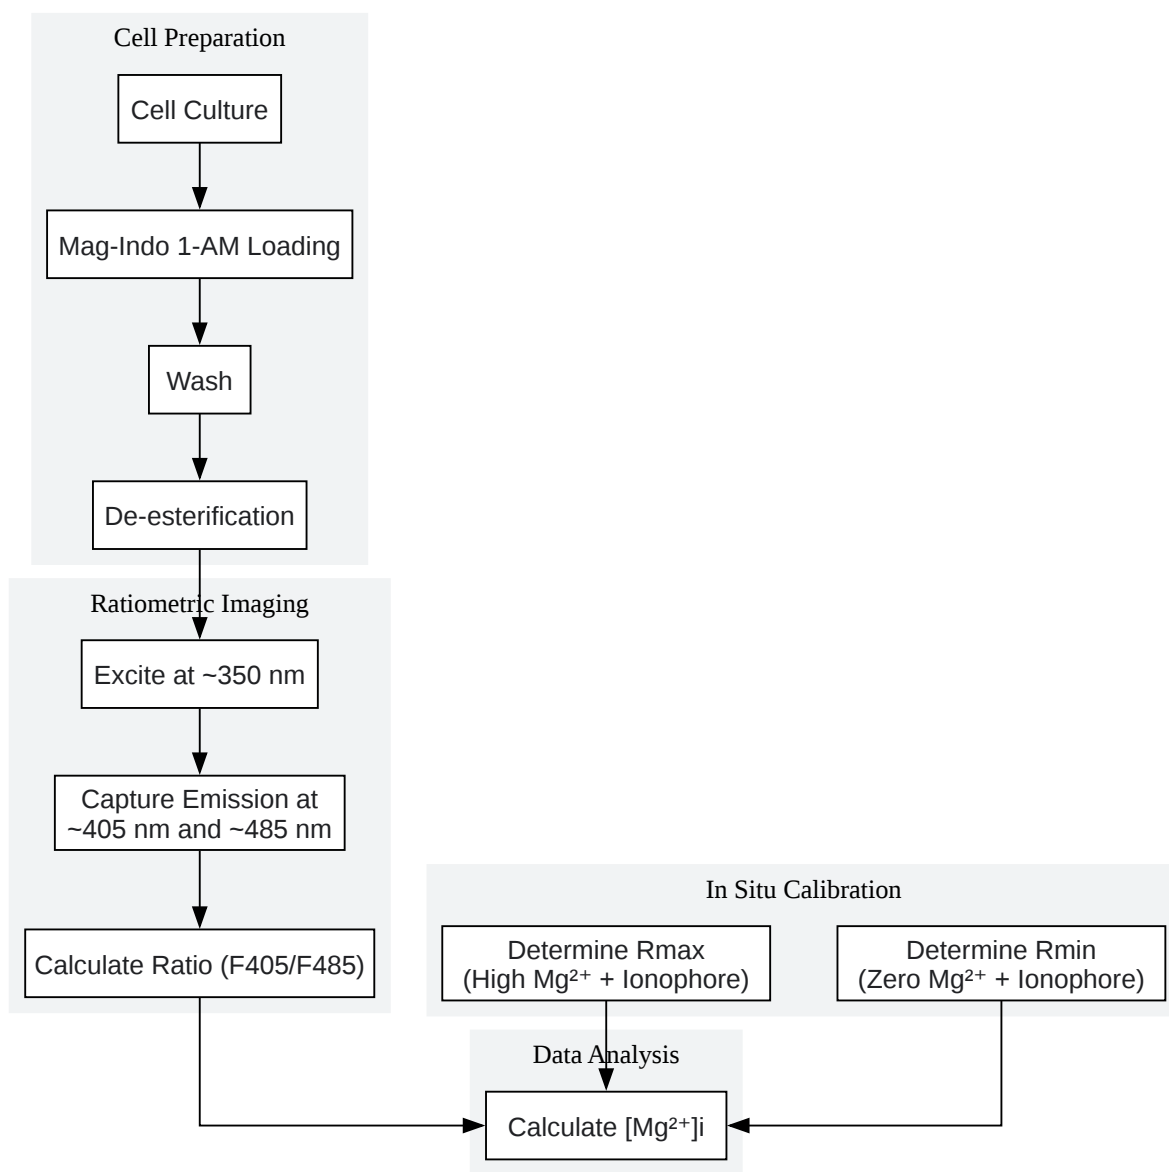 Cell Preparation
Cell Culture
Mag-Indo 1-AM Loading
Wash
De-esterification
Ratiometric Imaging
Excite at ~350 nm
Capture Emission at
~405 nm and ~485 nm
Calculate Ratio (F405/F485)
In Situ Calibration
Determine Rmax
(High Mg²⁺ + Ionophore)
Determine Rmin
(Zero Mg²⁺ + Ionophore)
Data Analysis
Calculate [Mg²⁺]i